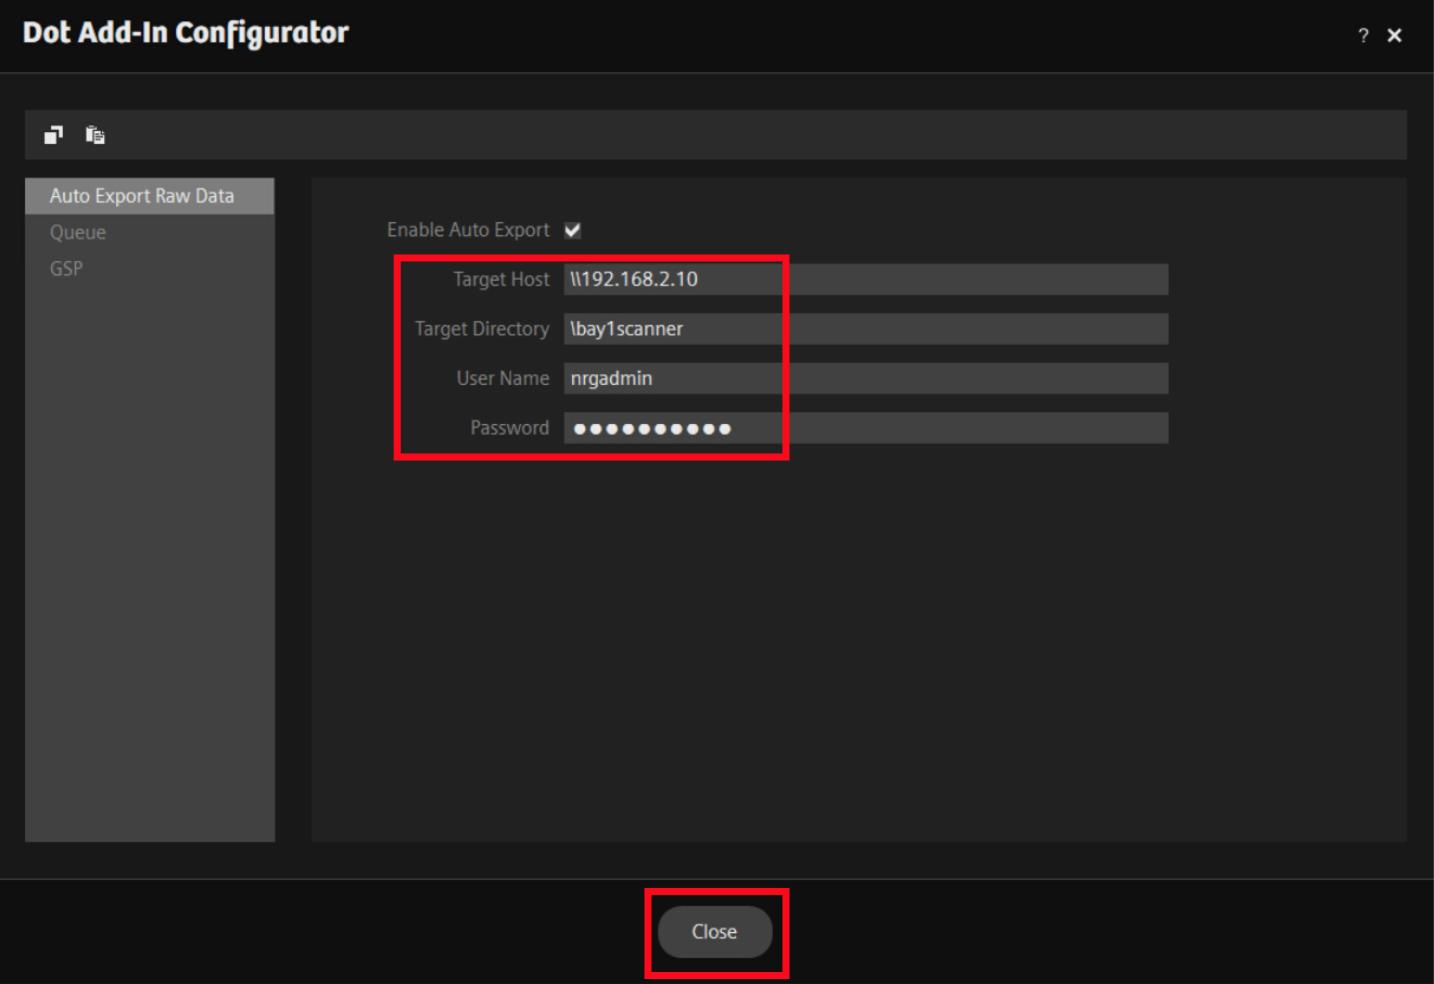 Dot Add-In Configurator
?
Auto Export Raw Data
Queue
GSP
Enable Auto Export
Target Host \\192.168.2.10
Target Directory \bay1scanner
User Name nrgadmin
Password ●●●●●●●●●●
Close